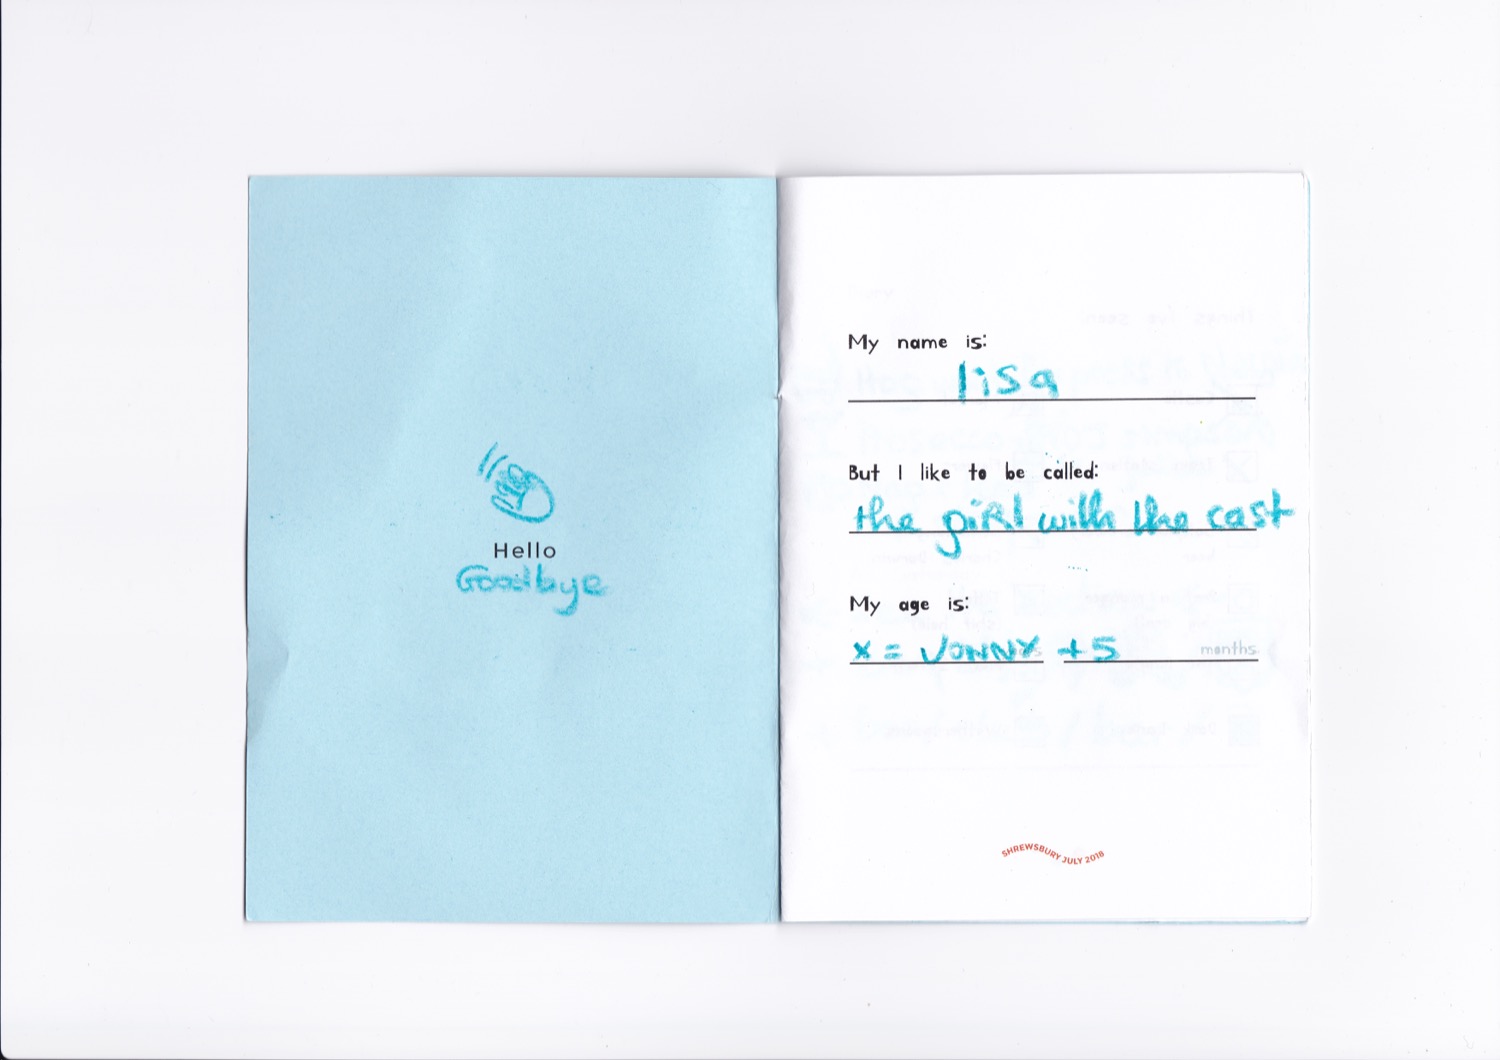 Hello
Goodbye
My name is:
lisa
But I like to be called:
the giRl with the cast
My age is:
x = JONNY +5 months
SHREWSBURY JULY 2018